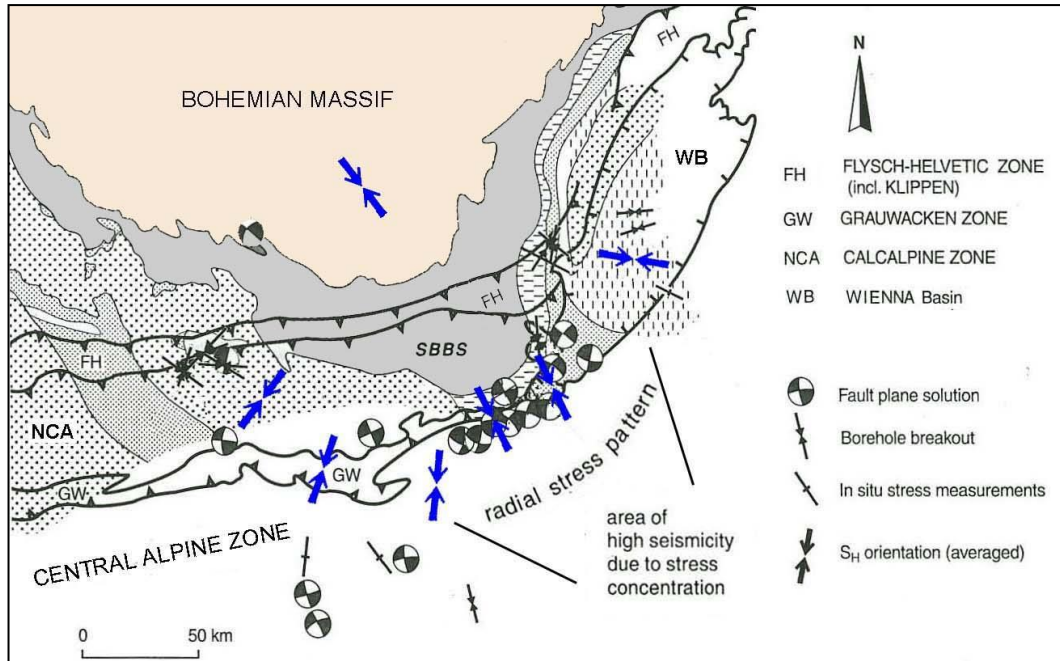 BOHEMIAN MASSIF
FH
WB
N
FH
FLYSCH-HELVETIC ZONE
(incl. KLIPPEN)
GW
GRAUWACKEN ZONE
NCA
CALCALPINE ZONE
WB
WIENNA Basin
FH
SBBS
FH
NCA
GW
GW
CENTRAL ALPINE ZONE
radial stress pattern
area of
high seismicity
due to stress
concentration
Fault plane solution
Borehole breakout
In situ stress measurements
SH orientation (averaged)
0
50 km